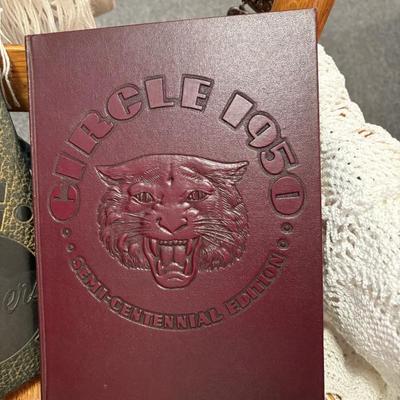 CIRCLE 1950
SEMI-CENTENNIAL EDITION